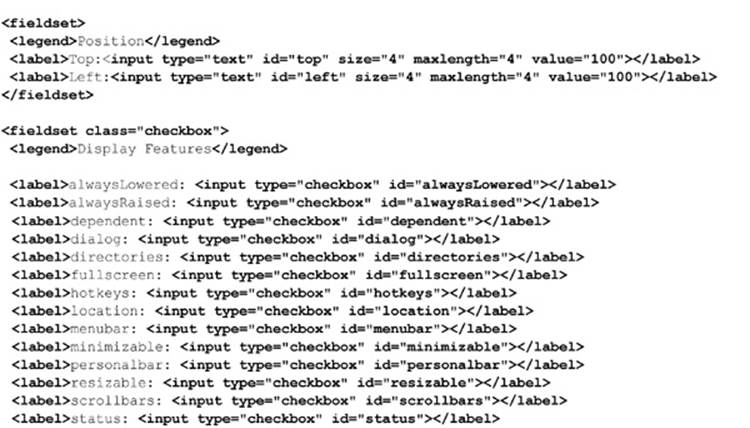 <fieldset>
<legend>Position</legend>
<label>Top:<input type="text" id="top" size="4" maxlength="4" value="100"></label>
<label>Left:<input type="text" id="left" size="4" maxlength="4" value="100"></label>
</fieldset>
<fieldset class="checkbox">
<legend>Display Features</legend>
<label>alwaysLowered: <input type="checkbox" id="alwaysLowered"></label>
<label>alwaysRaised: <input type="checkbox" id="alwaysRaised"></label>
<label>dependent: <input type="checkbox" id="dependent"></label>
<label>dialog: <input type="checkbox" id="dialog"></label>
<label>directories: <input type="checkbox" id="directories"></label>
<label>fullscreen: <input type="checkbox" id="fullscreen"></label>
<label>hotkeys: <input type="checkbox" id="hotkeys"></label>
<label>location: <input type="checkbox" id="location"></label>
<label>menubar: <input type="checkbox" id="menubar"></label>
<label>minimizable: <input type="checkbox" id="minimizable"></label>
<label>personalbar: <input type="checkbox" id="personalbar"></label>
<label>resizable: <input type="checkbox" id="resizable"></label>
<label>scrollbars: <input type="checkbox" id="scrollbars"></label>
<label>status: <input type="checkbox" id="status"></label>